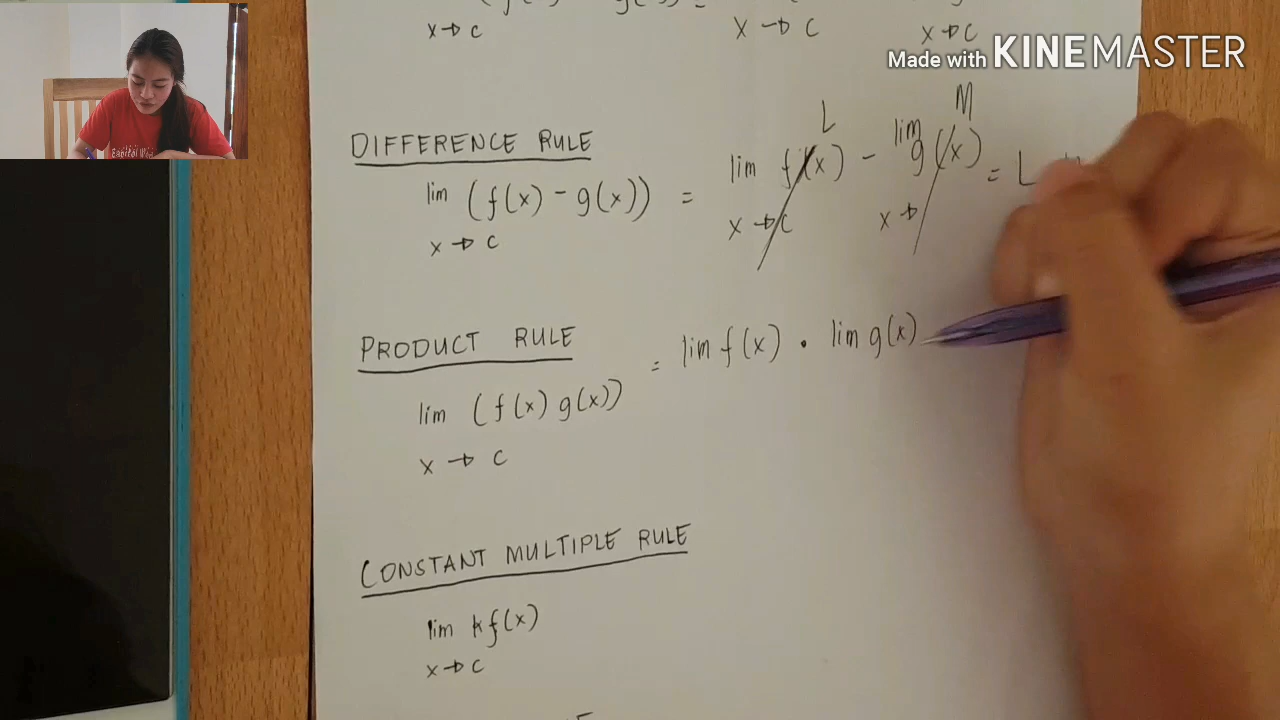 x → c x → c x → c
Made with KINEMASTER
DIFFERENCE RULE
L M
lim (f(x) - g(x)) = lim f(x) - lim g(x) = L
x → c x → c x →
PRODUCT RULE
= lim f(x) · lim g(x)
lim (f(x) g(x))
x → c
CONSTANT MULTIPLE RULE
lim kf(x)
x → c